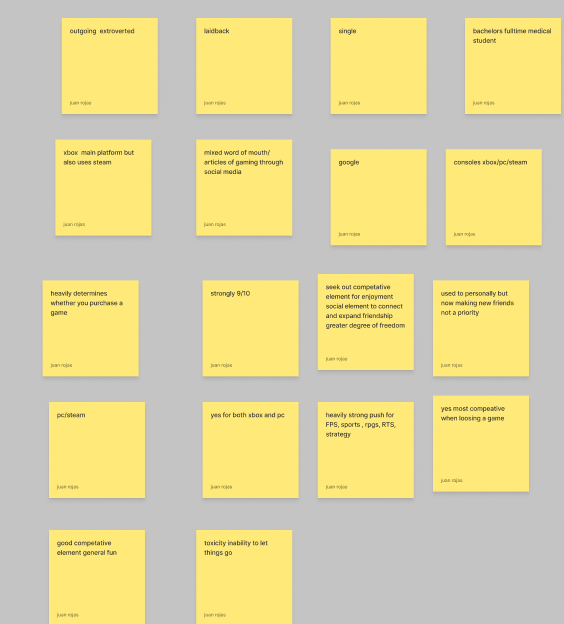 outgoing  extroverted
juan rojas
laidback
juan rojas
single
juan rojas
bachelors fulltime medical
student
juan rojas
xbox  main platform but
also uses steam
juan rojas
mixed word of mouth/
articles of gaming through
social media
juan rojas
google
juan rojas
consoles xbox/pc/steam
juan rojas
heavily determines
whether you purchase a
game
juan rojas
strongly 9/10
juan rojas
seek out competative
element for enjoyment
social element to connect
and expand friendship
greater degree of freedom
juan rojas
used to personally but
now making new friends
not a priority
juan rojas
pc/steam
juan rojas
yes for both xbox and pc
juan rojas
heavily strong push for
FPS, sports , rpgs, RTS,
strategy
juan rojas
yes most compeative
when loosing a game
juan rojas
good competative
element general fun
juan rojas
toxicity inability to let
things go
juan rojas